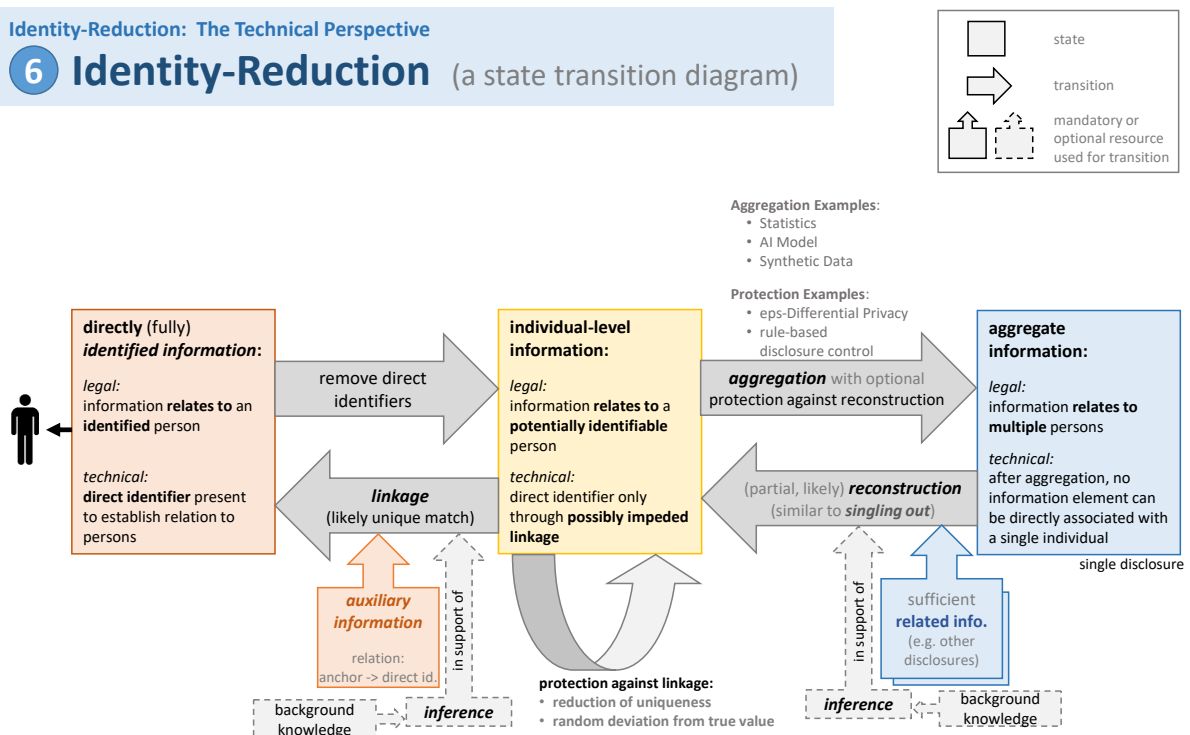 Identity-Reduction: The Technical Perspective
6 Identity-Reduction (a state transition diagram)
state
transition
mandatory or
optional resource
used for transition
Aggregation Examples:
• Statistics
• AI Model
• Synthetic Data
Protection Examples:
• eps-Differential Privacy
• rule-based
disclosure control
directly (fully)
identified information:
legal:
information relates to an
identified person
technical:
direct identifier present
to establish relation to
persons
remove direct
identifiers
linkage
(likely unique match)
auxiliary
information
relation:
anchor -> direct id.
in support of
background
knowledge
inference
individual-level
information:
legal:
information relates to a
potentially identifiable
person
technical:
direct identifier only
through possibly impeded
linkage
protection against linkage:
• reduction of uniqueness
• random deviation from true value
aggregation with optional
protection against reconstruction
(partial, likely) reconstruction
(similar to singling out)
aggregate
information:
legal:
information relates to
multiple persons
technical:
after aggregation, no
information element can
be directly associated with
a single individual
single disclosure
in support of
sufficient
related info.
(e.g. other
disclosures)
inference
background
knowledge